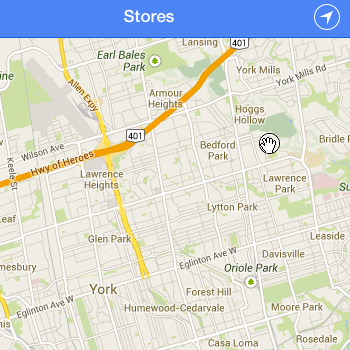 Stores
Earl Bales
Park
Lansing
401
York Mills
York Mills Rd
Allen Expy
Armour
Heights
Hoggs
Hollow
401
Wilson Ave
Hwy of Heroes
Bedford
Park
Bridle
Keele St
Lawrence
Heights
Lawrence
Park
Lytton Park
Glen Park
Leaside
Eglinton Ave W
Davisville
Oriole Park
York
Forest Hill
Eglinton Ave W
Humewood-Cedarvale
Moore Park
Rosedale
Casa Loma